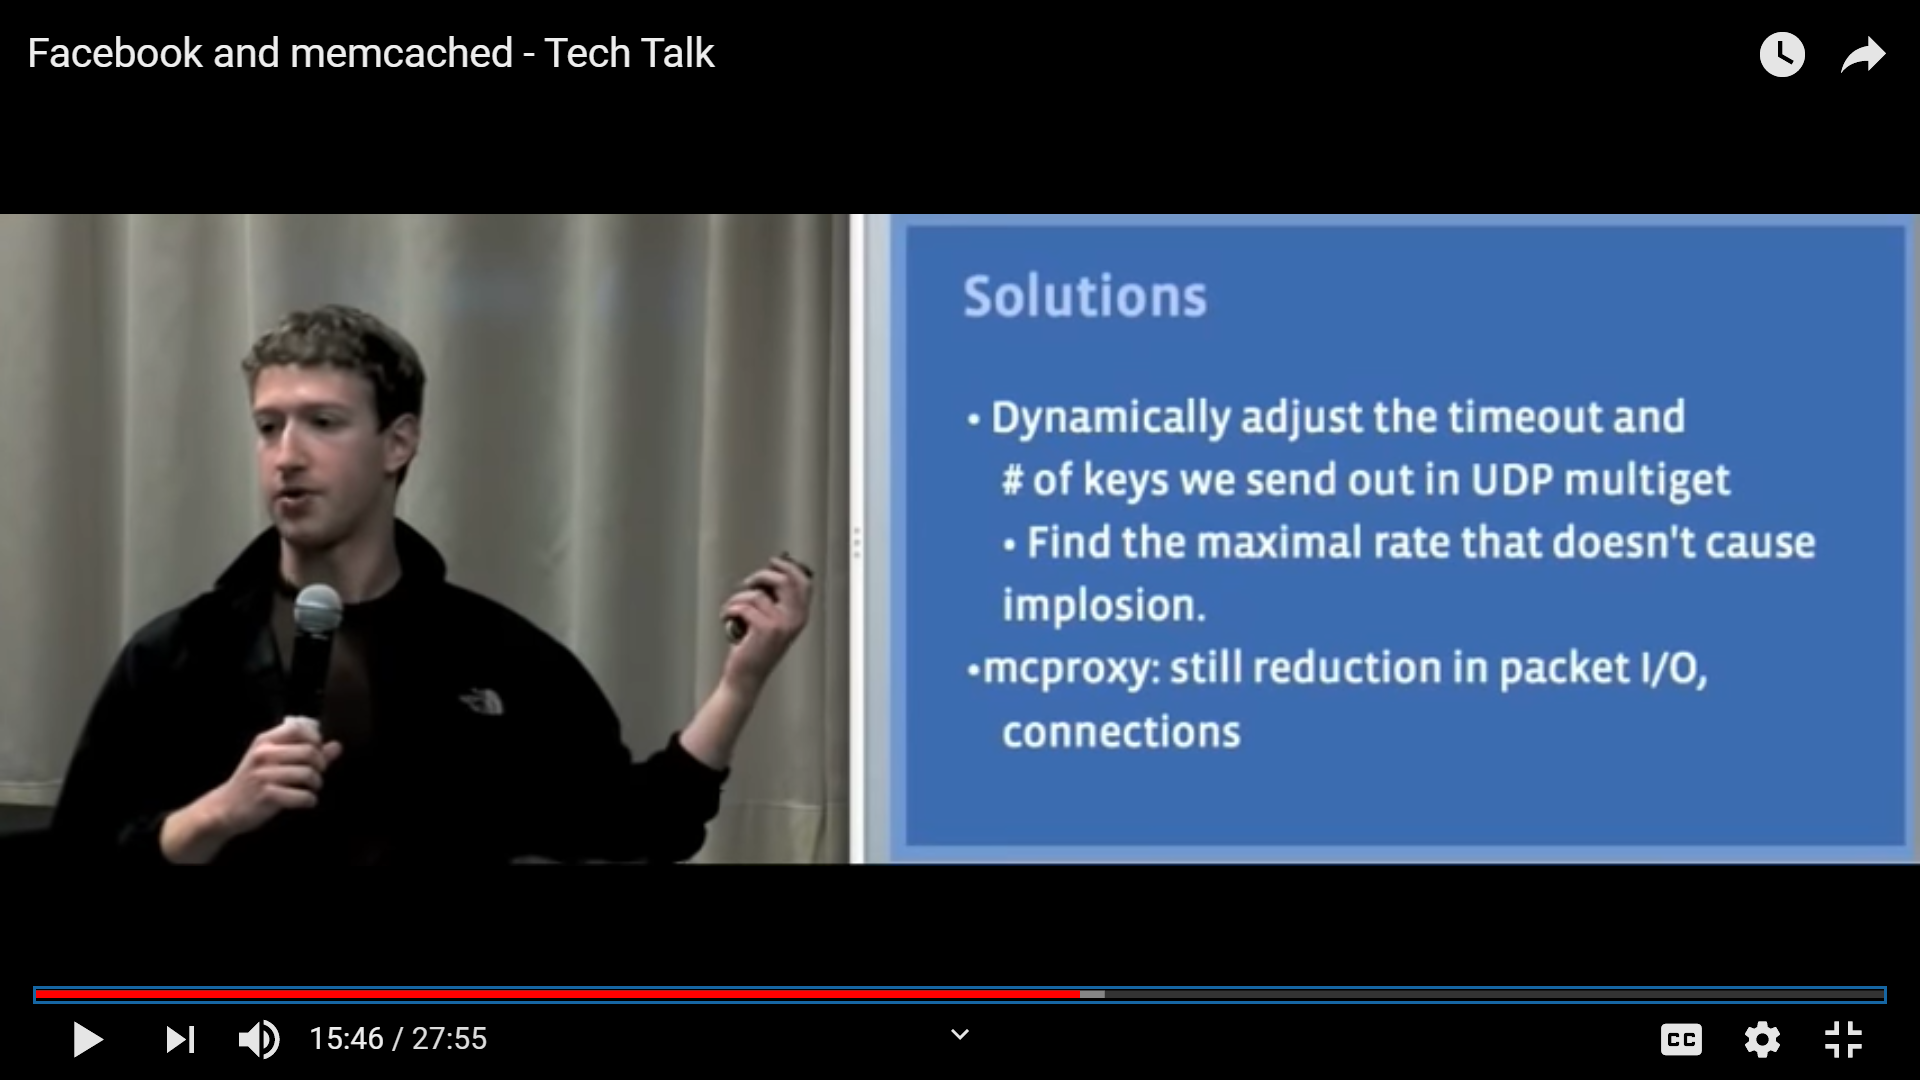 Facebook and memcached - Tech Talk
Solutions
• Dynamically adjust the timeout and
# of keys we send out in UDP multiget
• Find the maximal rate that doesn't cause
implosion.
•mcproxy: still reduction in packet I/O,
connections
15:46 / 27:55
CC